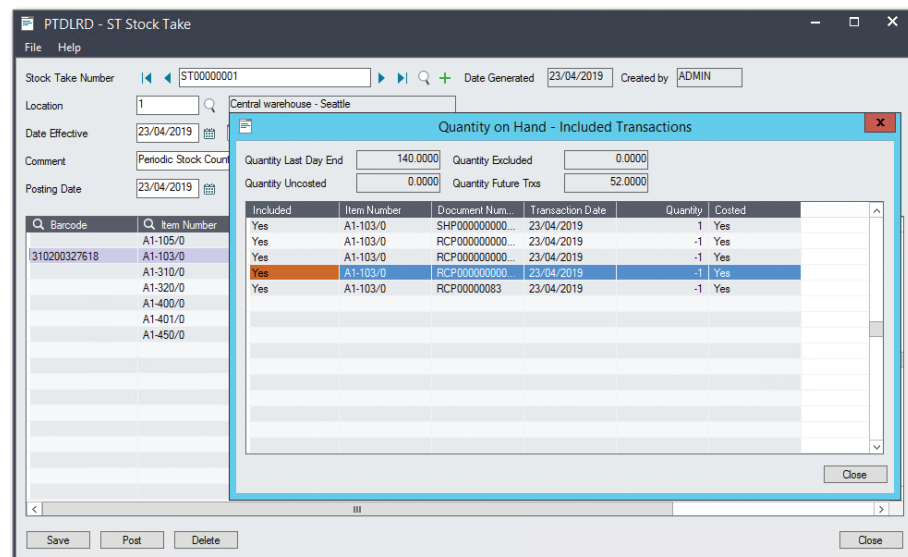 PTDLRD - ST Stock Take
File Help
Stock Take Number ST00000001 Date Generated 23/04/2019 Created by ADMIN
Location 1 Central warehouse - Seattle
Date Effective 23/04/2019
Comment Periodic Stock Count
Posting Date 23/04/2019
Barcode Item Number
A1-105/0
310200327618 A1-103/0
A1-310/0
A1-320/0
A1-400/0
A1-401/0
A1-450/0
Quantity on Hand - Included Transactions
x
Quantity Last Day End 140.0000 Quantity Excluded 0.0000
Quantity Uncosted 0.0000 Quantity Future Trxs 52.0000
Included Item Number Document Num... Transaction Date Quantity Costed
Yes A1-103/0 SHP000000000... 23/04/2019 1 Yes
Yes A1-103/0 RCP000000000... 23/04/2019 -1 Yes
Yes A1-103/0 RCP000000000... 23/04/2019 -1 Yes
Yes A1-103/0 RCP000000000... 23/04/2019 -1 Yes
Yes A1-103/0 RCP00000083 23/04/2019 -1 Yes
Close
Save Post Delete Close